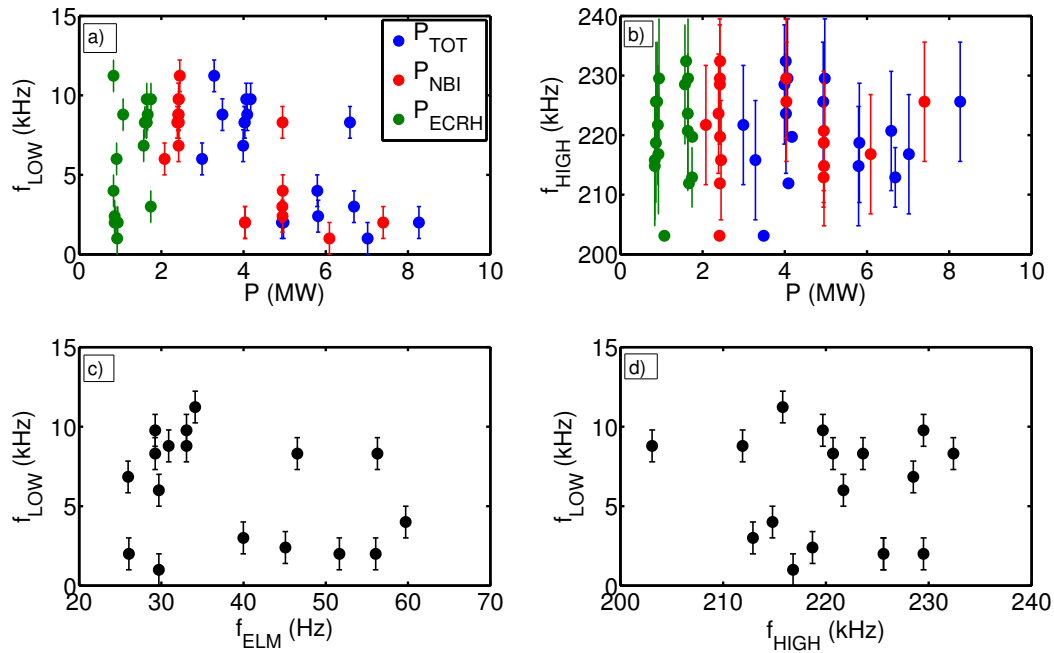 a)
P_TOT
P_NBI
P_ECRH
15
10
5
0
f_LOW (kHz)
0 2 4 6 8 10
P (MW)
b)
240
230
220
210
200
f_HIGH (kHz)
0 2 4 6 8 10
P (MW)
c)
15
10
5
0
f_LOW (kHz)
20 30 40 50 60 70
f_ELM (Hz)
d)
15
10
5
0
f_LOW (kHz)
200 210 220 230 240
f_HIGH (kHz)